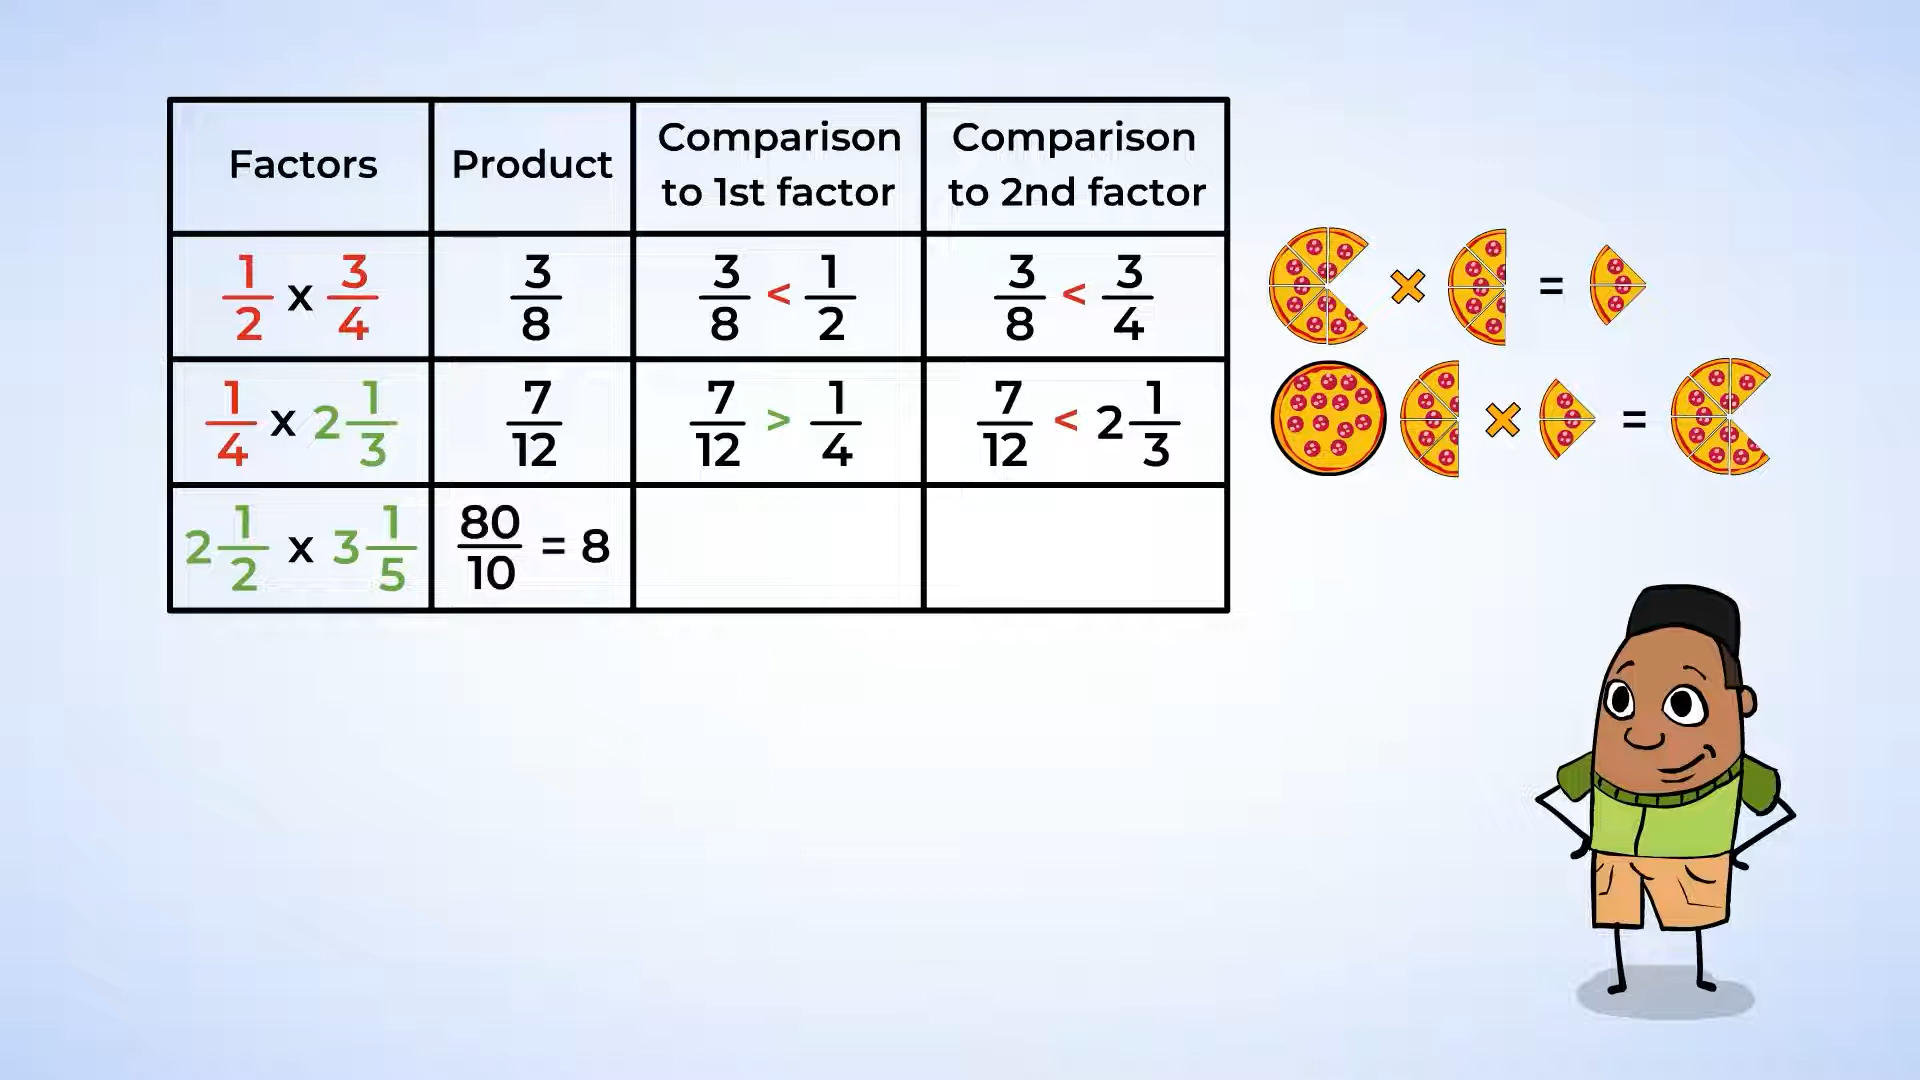 Factors Product Comparison to 1st factor Comparison to 2nd factor
1/2 x 3/4 3/8 3/8 < 1/2 3/8 < 3/4
1/4 x 2 1/3 7/12 7/12 > 1/4 7/12 < 2 1/3
2 1/2 x 3 1/5 80/10 = 8
× =
× =